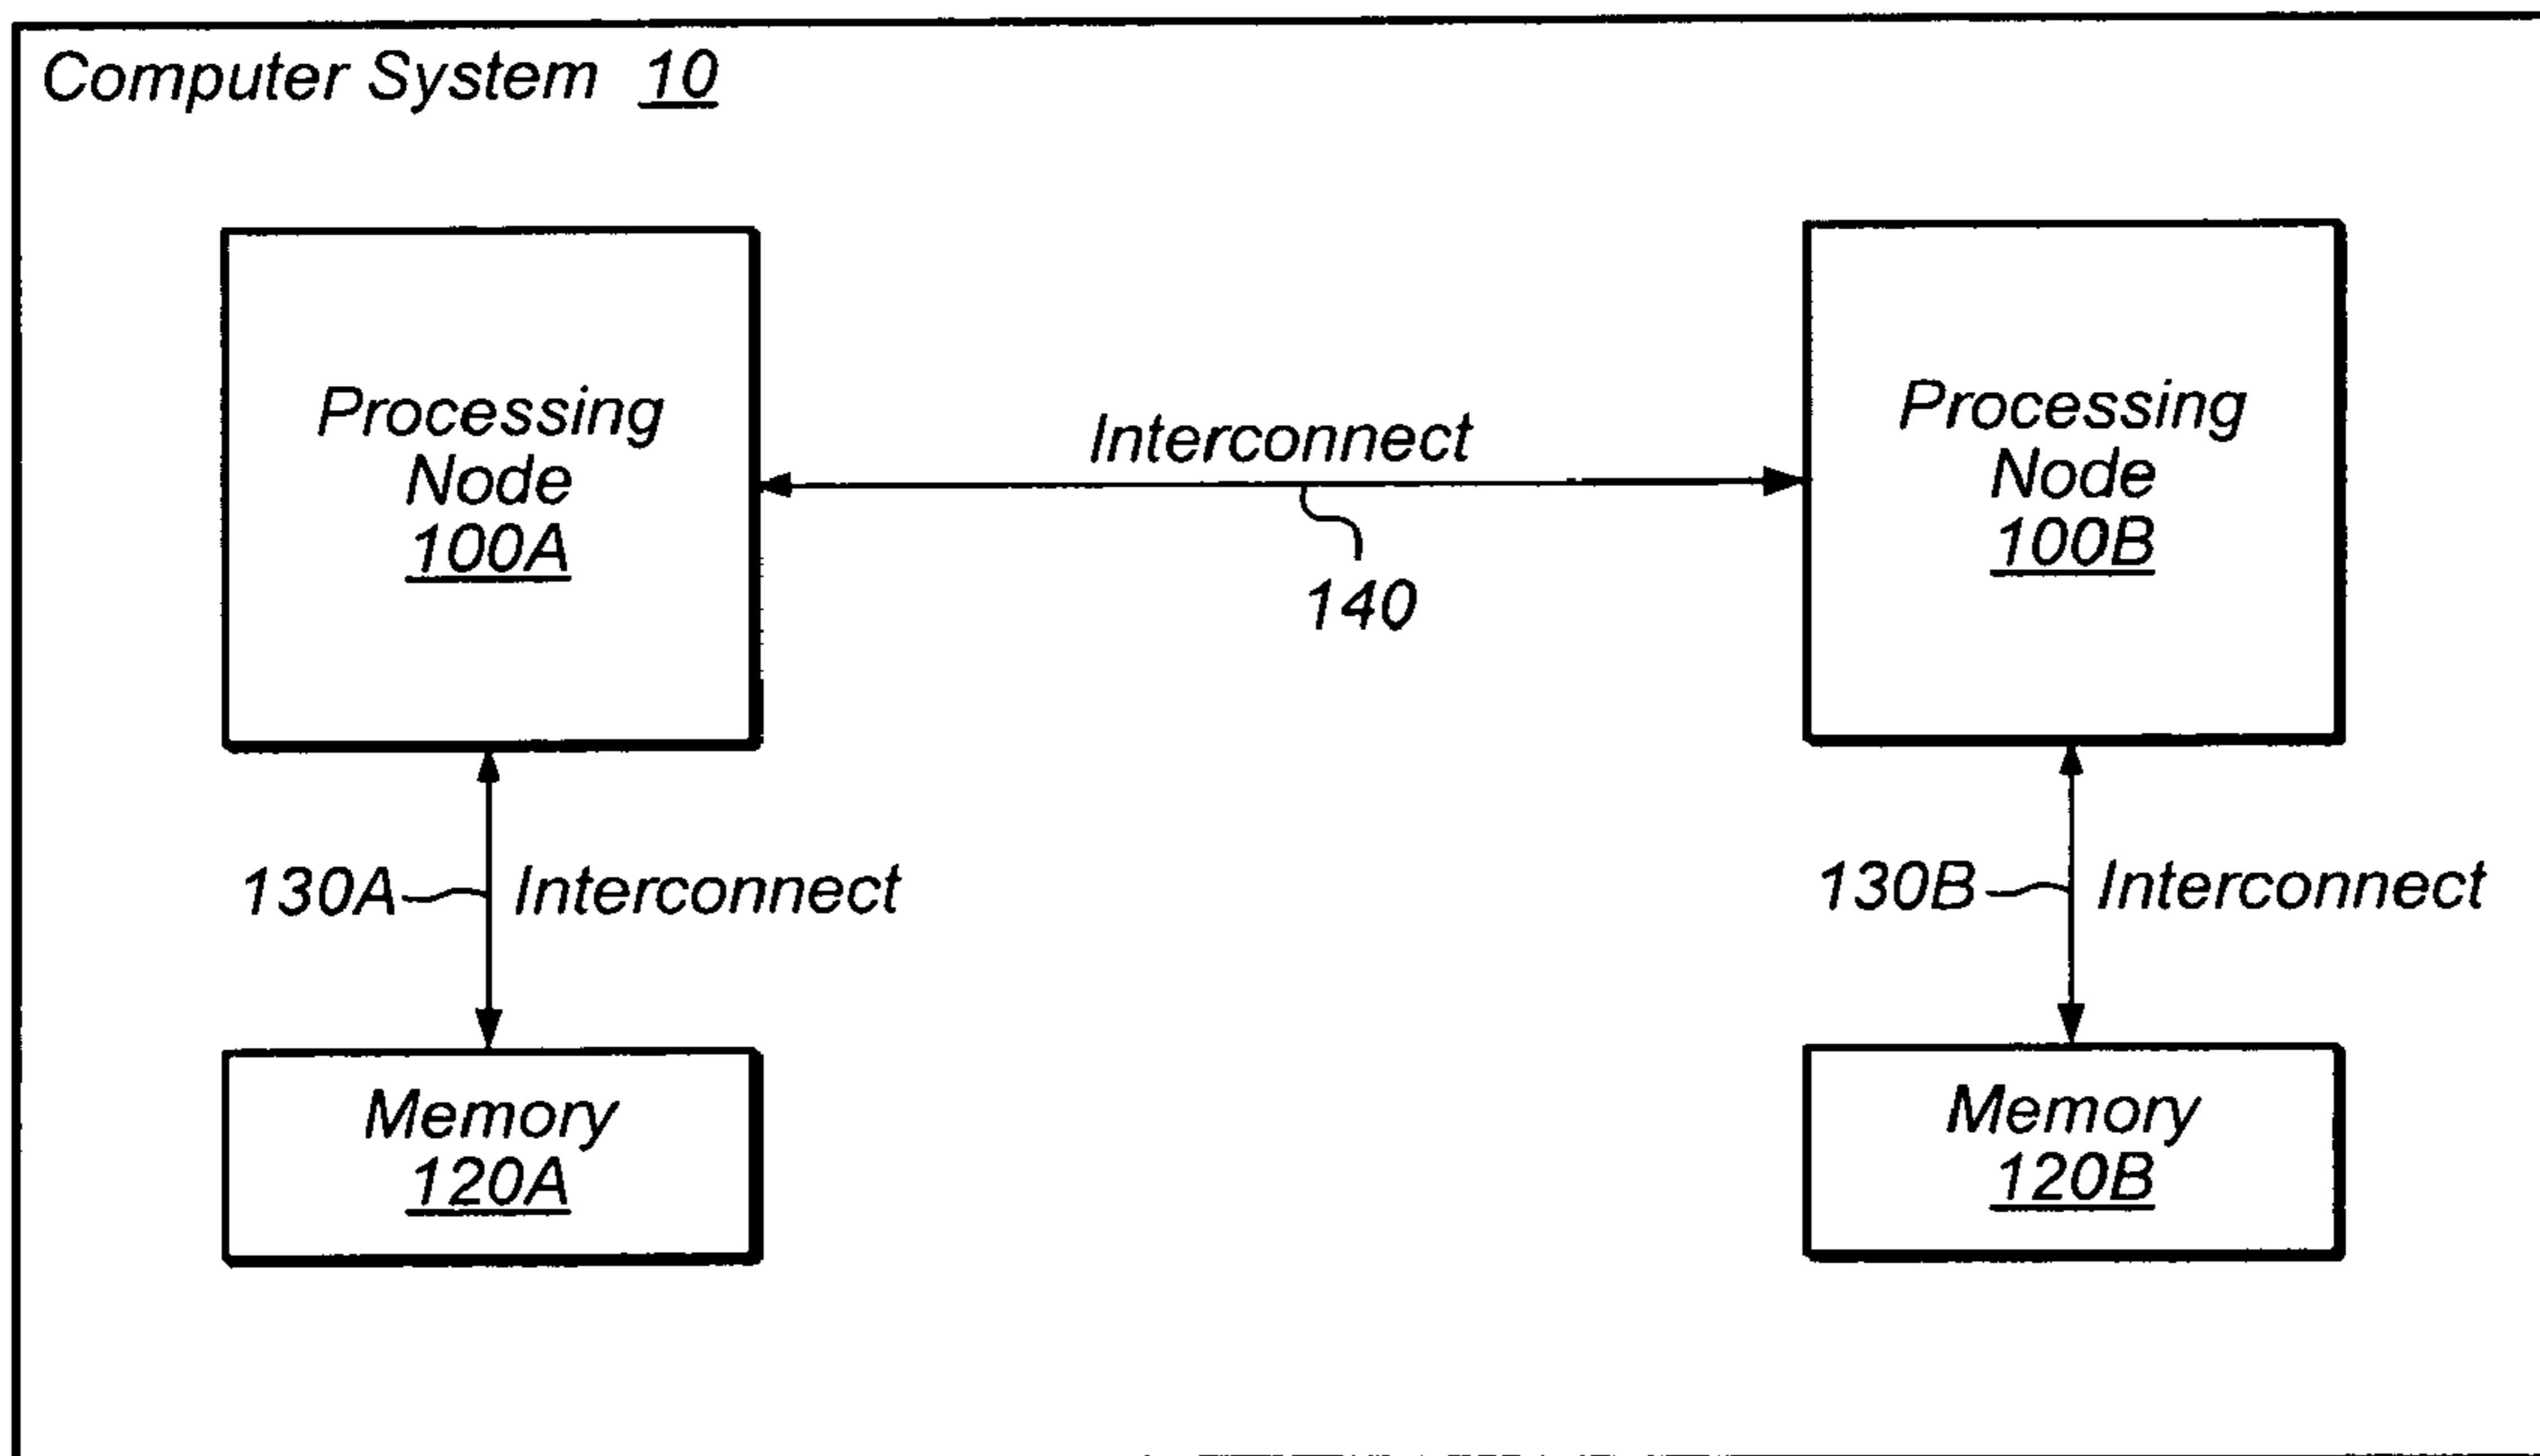 Computer System 10
Processing
Node
100A
Interconnect
140
Processing
Node
100B
130A
Interconnect
130B
Interconnect
Memory
120A
Memory
120B